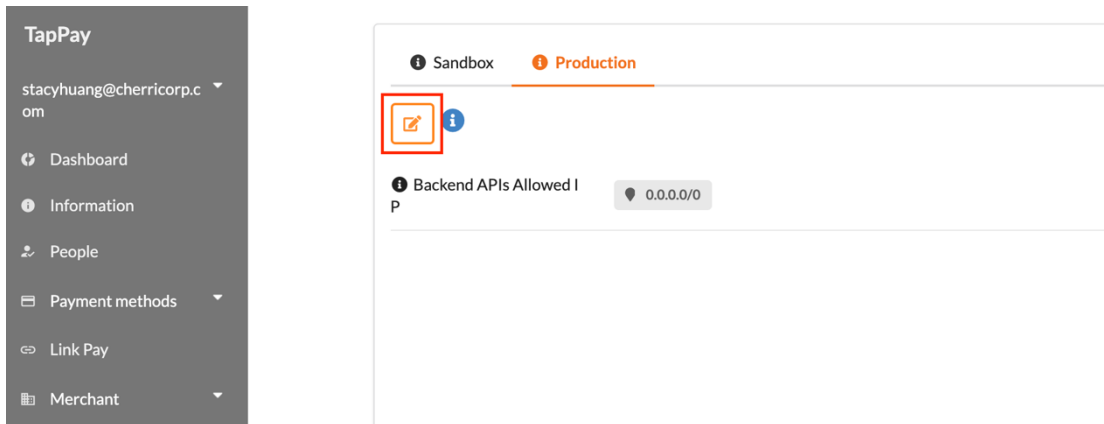 TapPay
stacyhuang@cherricorp.c
om
Dashboard
Information
People
Payment methods
Link Pay
Merchant
Sandbox
Production
Backend APIs Allowed I
P
0.0.0.0/0